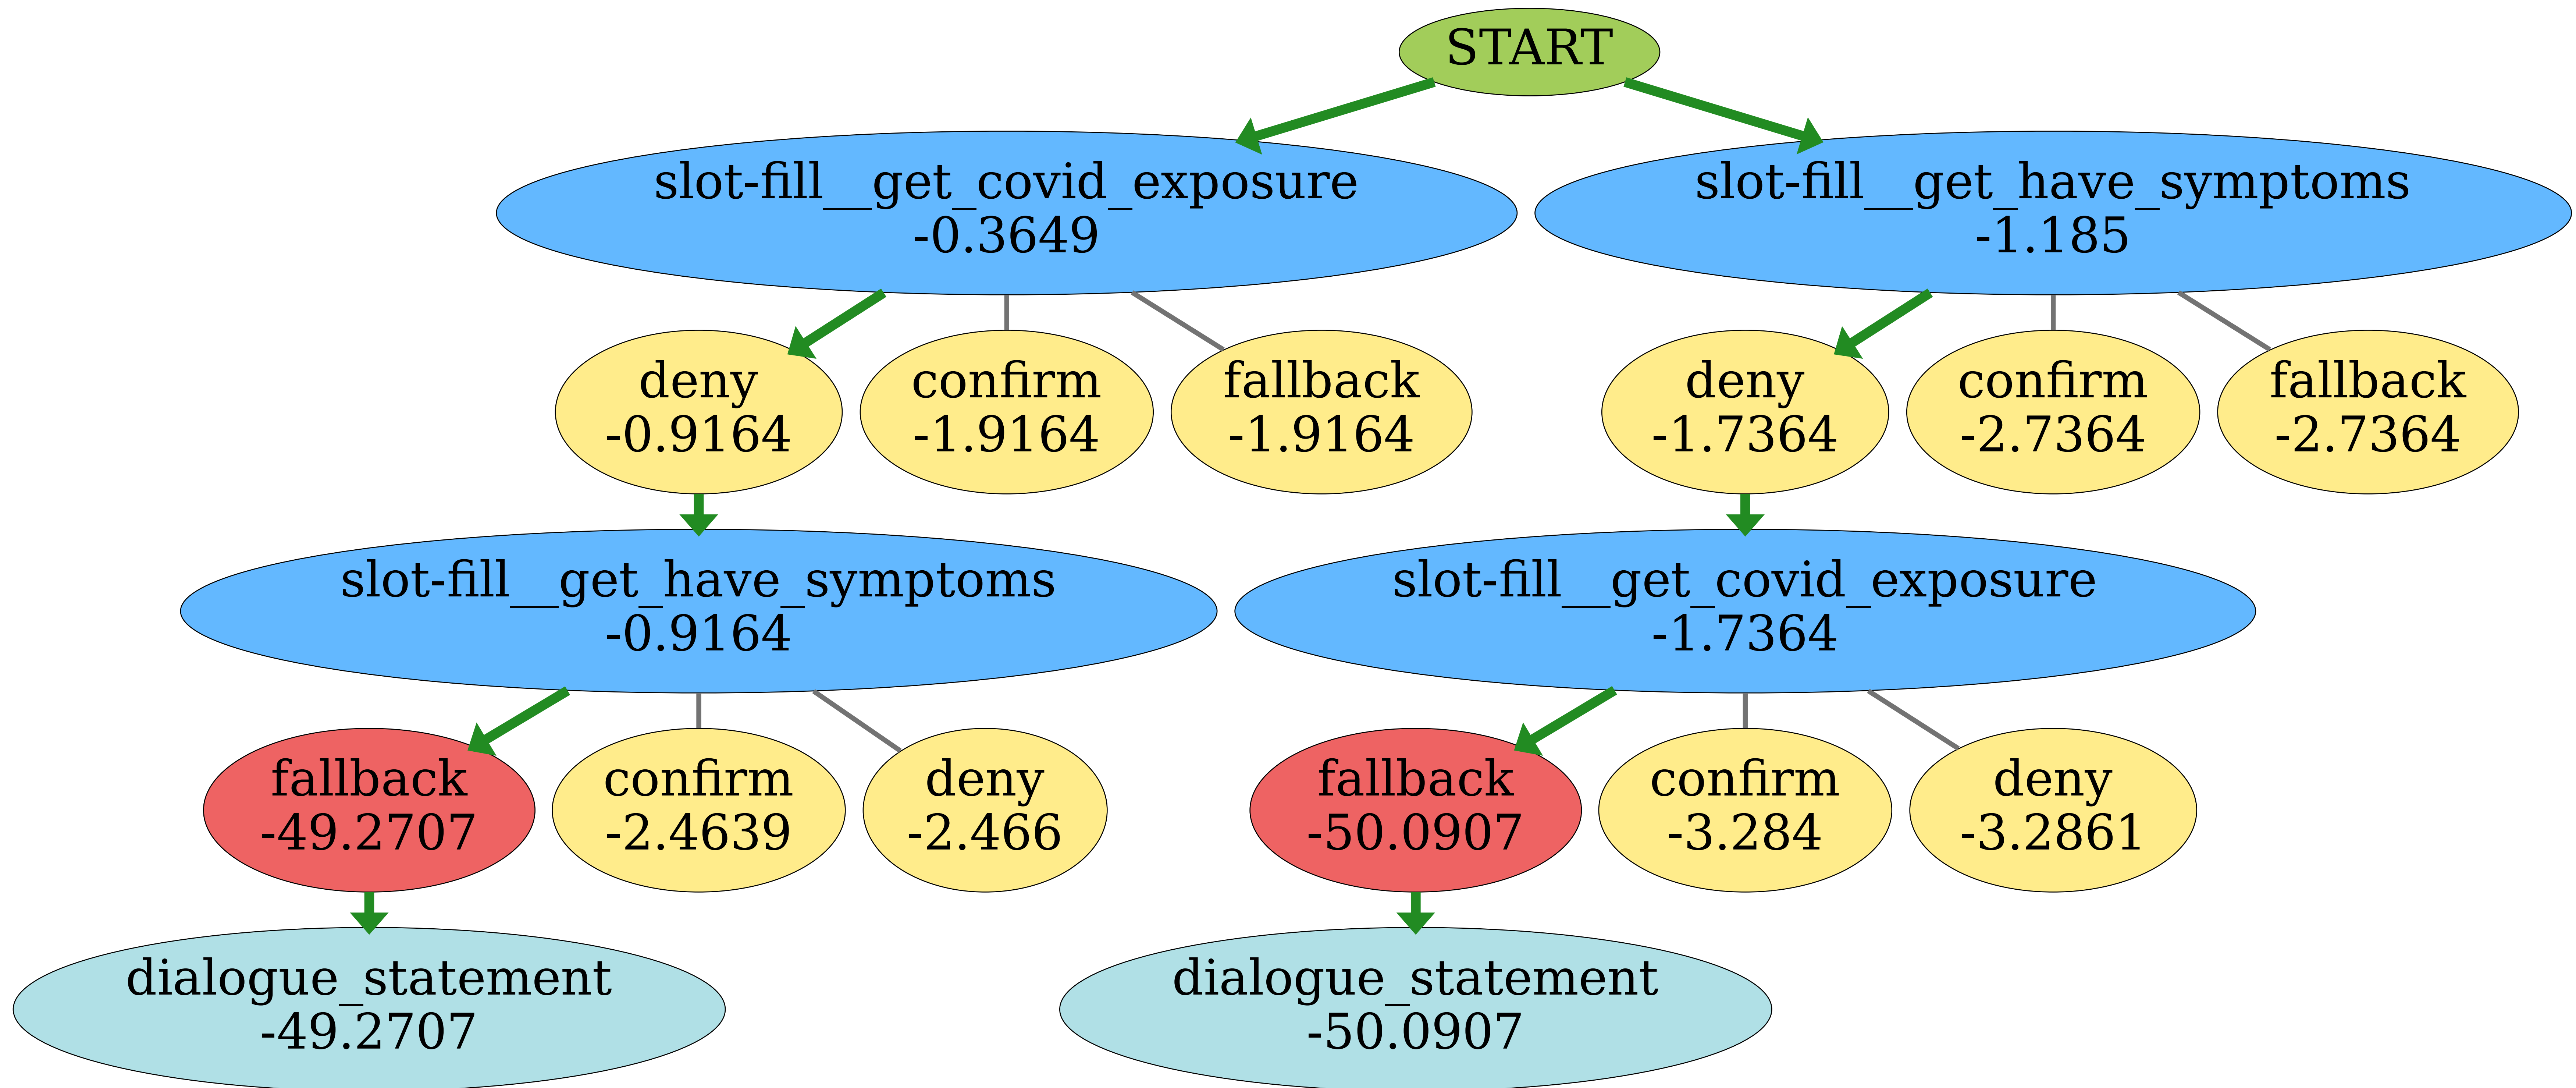 START
slot-fill__get_covid_exposure
-0.3649
slot-fill__get_have_symptoms
-1.185
deny
-0.9164
confirm
-1.9164
fallback
-1.9164
deny
-1.7364
confirm
-2.7364
fallback
-2.7364
slot-fill__get_have_symptoms
-0.9164
slot-fill__get_covid_exposure
-1.7364
fallback
-49.2707
confirm
-2.4639
deny
-2.466
fallback
-50.0907
confirm
-3.284
deny
-3.2861
dialogue_statement
-49.2707
dialogue_statement
-50.0907